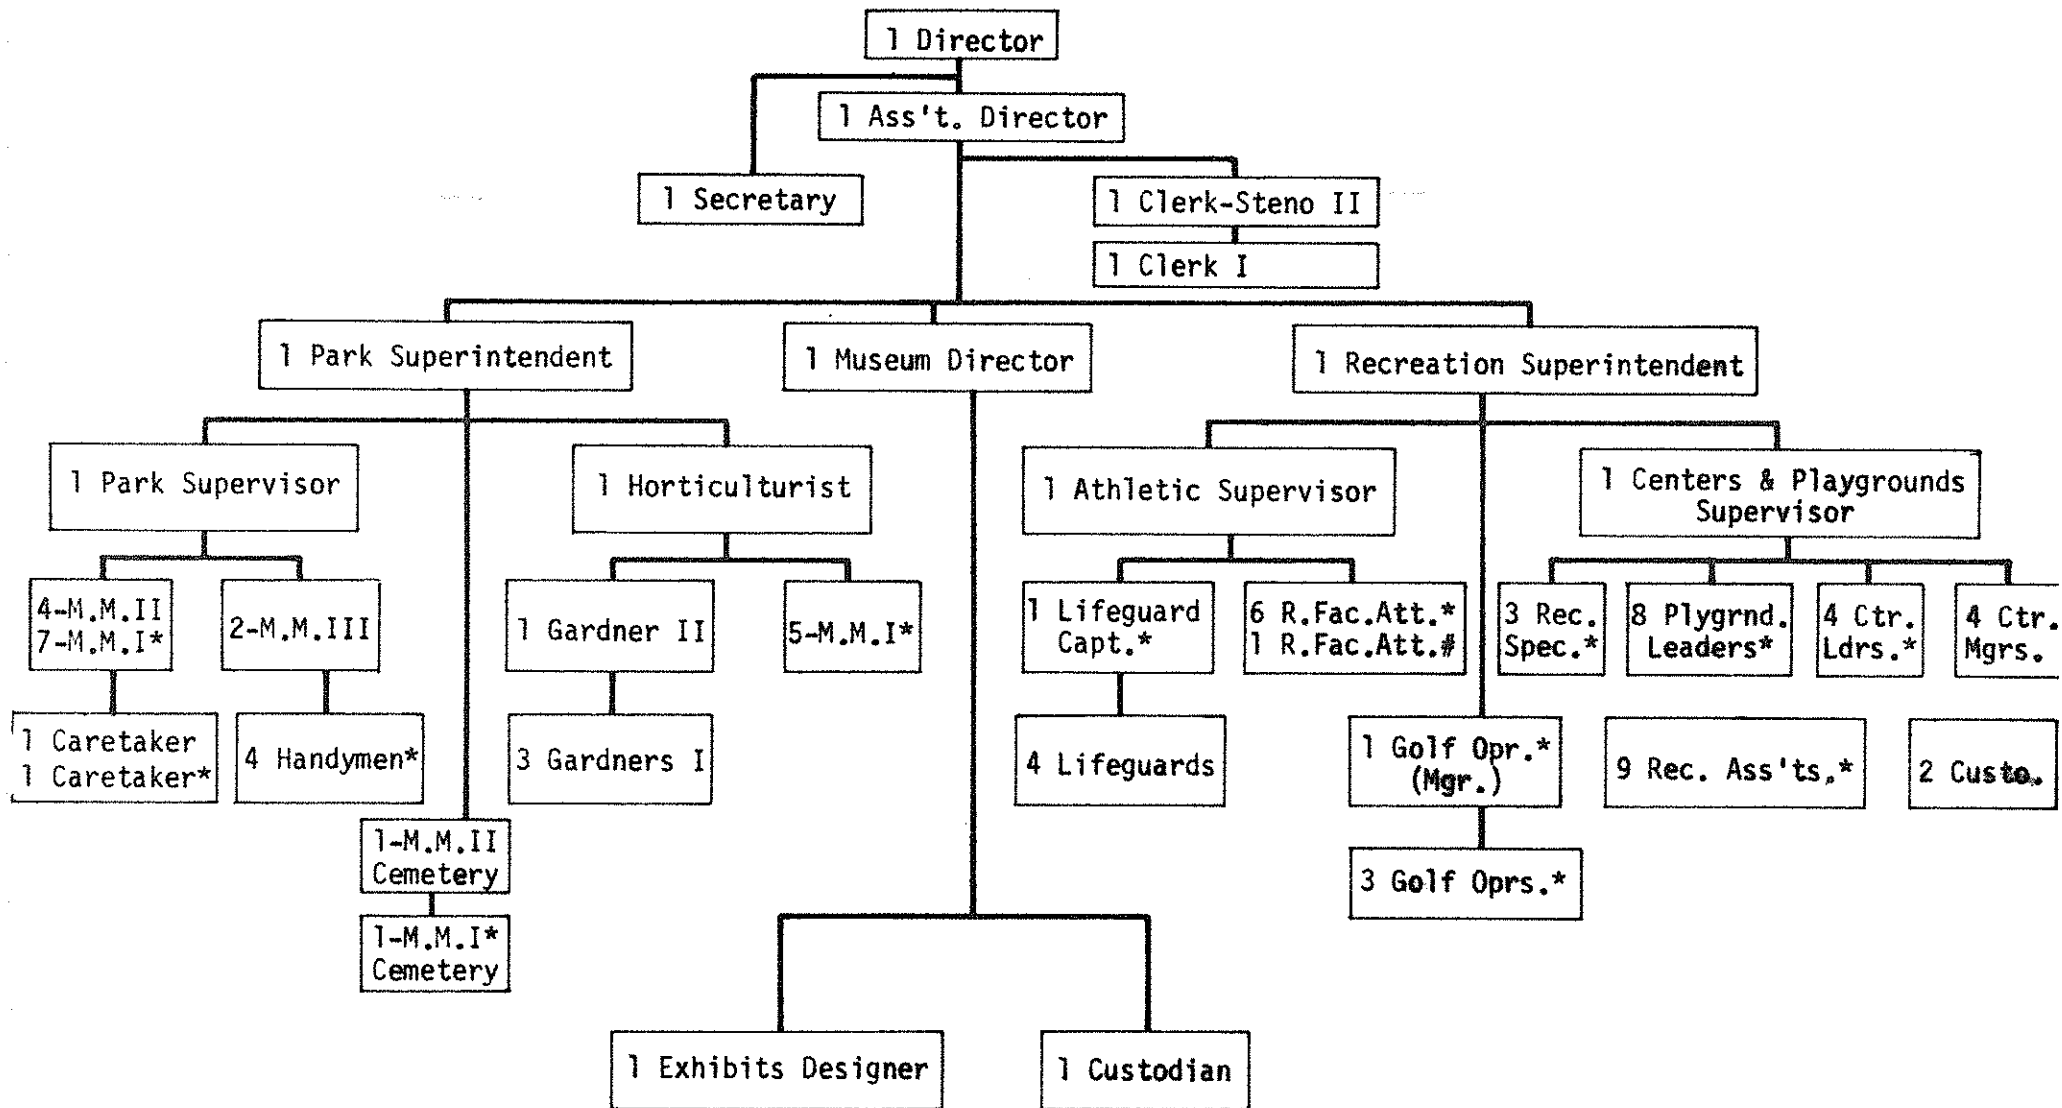 1 Director
1 Ass't. Director
1 Secretary
1 Clerk-Steno II
1 Clerk I
1 Park Superintendent
1 Museum Director
1 Recreation Superintendent
1 Park Supervisor
1 Horticulturist
1 Athletic Supervisor
1 Centers & Playgrounds
Supervisor
4-M.M.II
7-M.M.I*
2-M.M.III
1 Gardner II
5-M.M.I*
1 Lifeguard
Capt.*
6 R.Fac.Att.*
1 R.Fac.Att.#
3 Rec.
Spec.*
8 Plygrnd.
Leaders*
4 Ctr.
Ldrs.*
4 Ctr.
Mgrs.
1 Caretaker
1 Caretaker*
4 Handymen*
3 Gardners I
4 Lifeguards
1 Golf Opr.*
(Mgr.)
9 Rec. Ass'ts.*
2 Custo.
1-M.M.II
Cemetery
3 Golf Oprs.*
1-M.M.I*
Cemetery
1 Exhibits Designer
1 Custodian